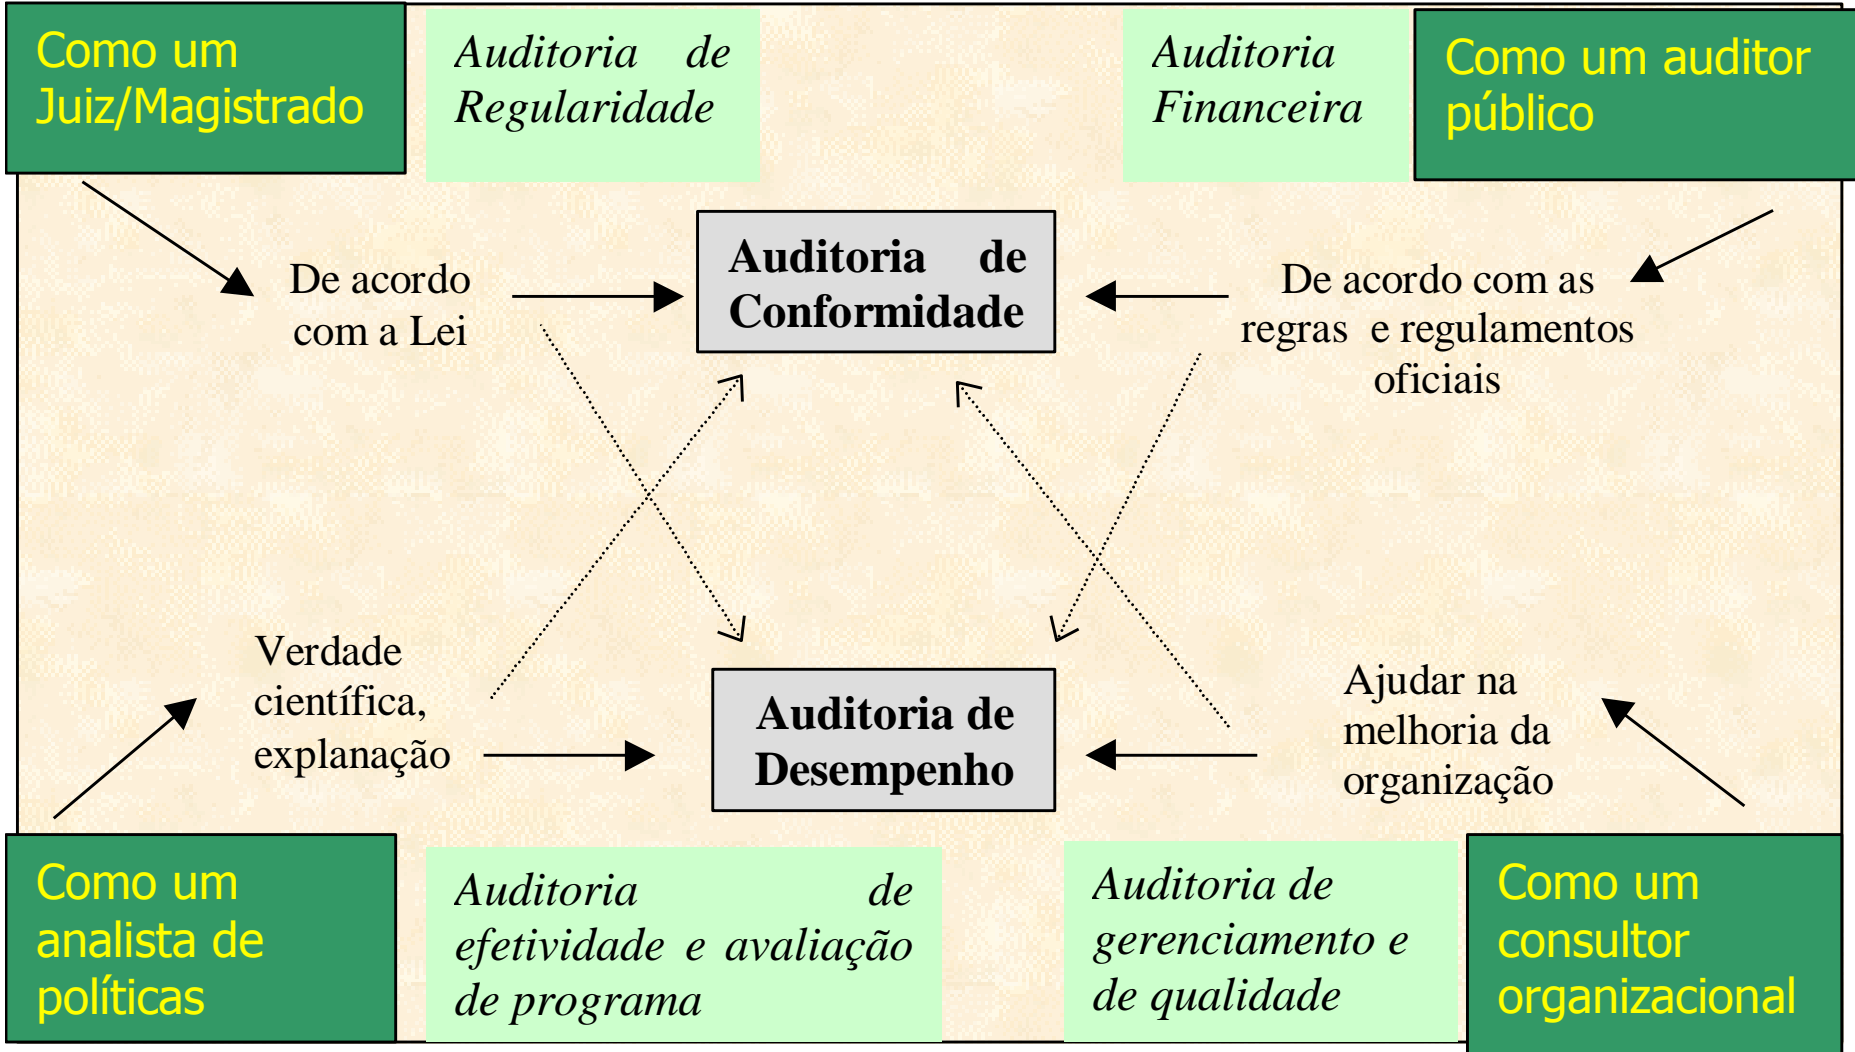 Como um
Juiz/Magistrado
Auditoria de
Regularidade
Auditoria
Financeira
Como um auditor
público
De acordo
com a Lei
Auditoria de
Conformidade
De acordo com as
regras e regulamentos
oficiais
Verdade
científica,
explanação
Auditoria de
Desempenho
Ajudar na
melhoria da
organização
Como um
analista de
políticas
Auditoria de
efetividade e avaliação
de programa
Auditoria de
gerenciamento e
de qualidade
Como um
consultor
organizacional